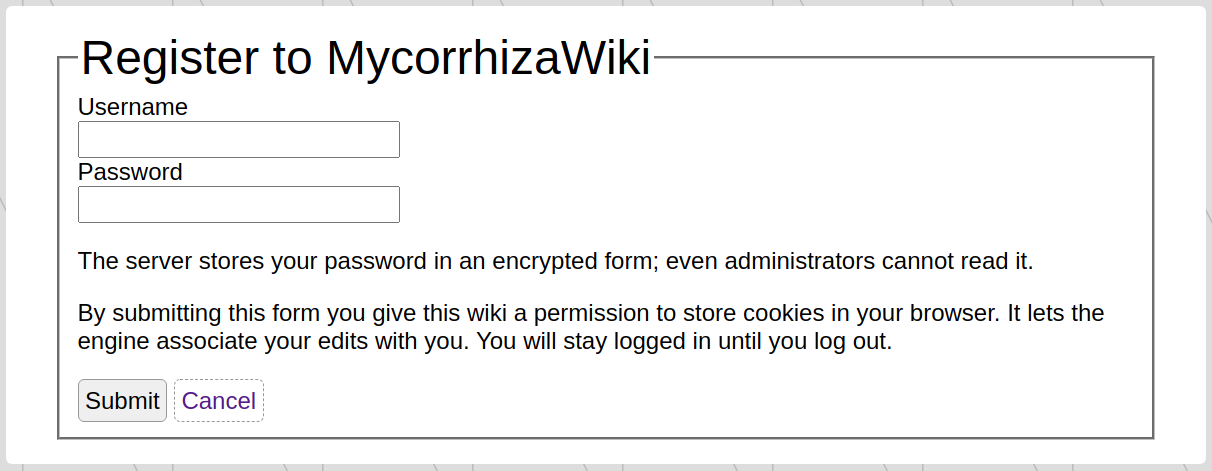 Register to MycorrhizaWiki
Username
Password
The server stores your password in an encrypted form; even administrators cannot read it.
By submitting this form you give this wiki a permission to store cookies in your browser. It lets the
engine associate your edits with you. You will stay logged in until you log out.
Submit Cancel